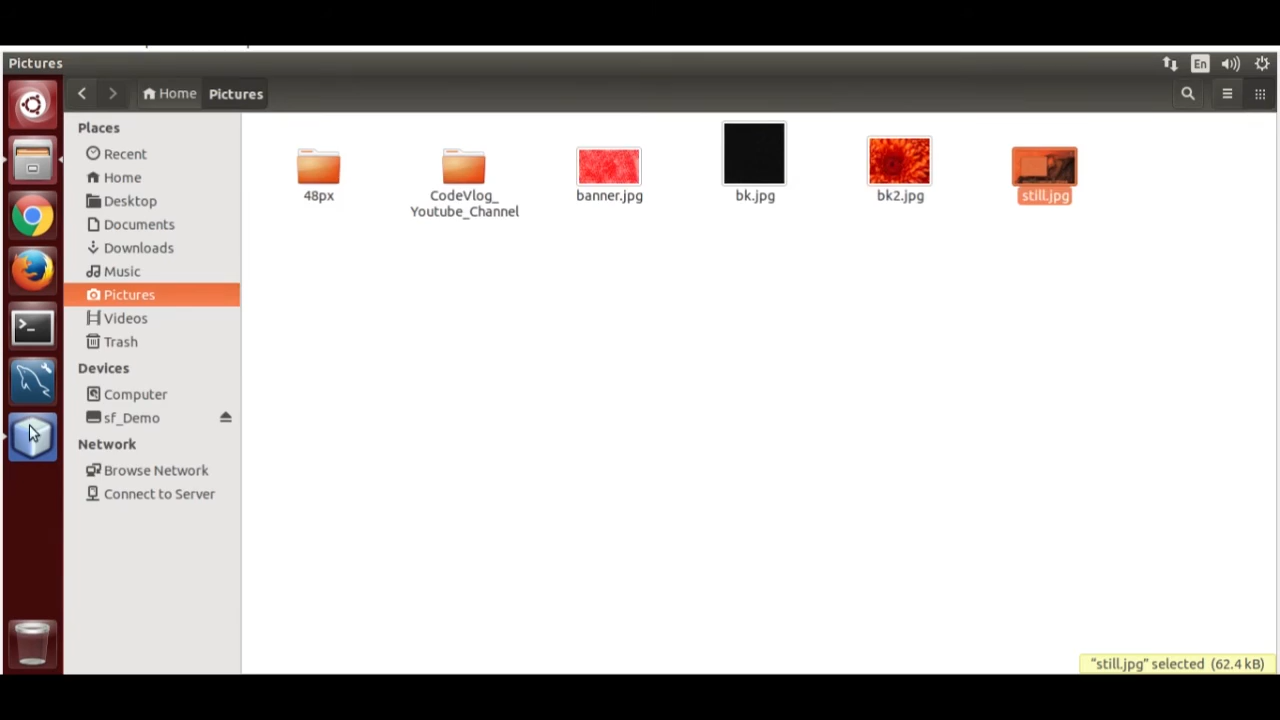 Pictures
En
Home
Pictures
Places
Recent
Home
Desktop
Documents
Downloads
Music
Pictures
Videos
Trash
Devices
Computer
sf_Demo
Network
Browse Network
Connect to Server
48px
CodeVlog_
Youtube_Channel
banner.jpg
bk.jpg
bk2.jpg
still.jpg
"still.jpg" selected (62.4 kB)